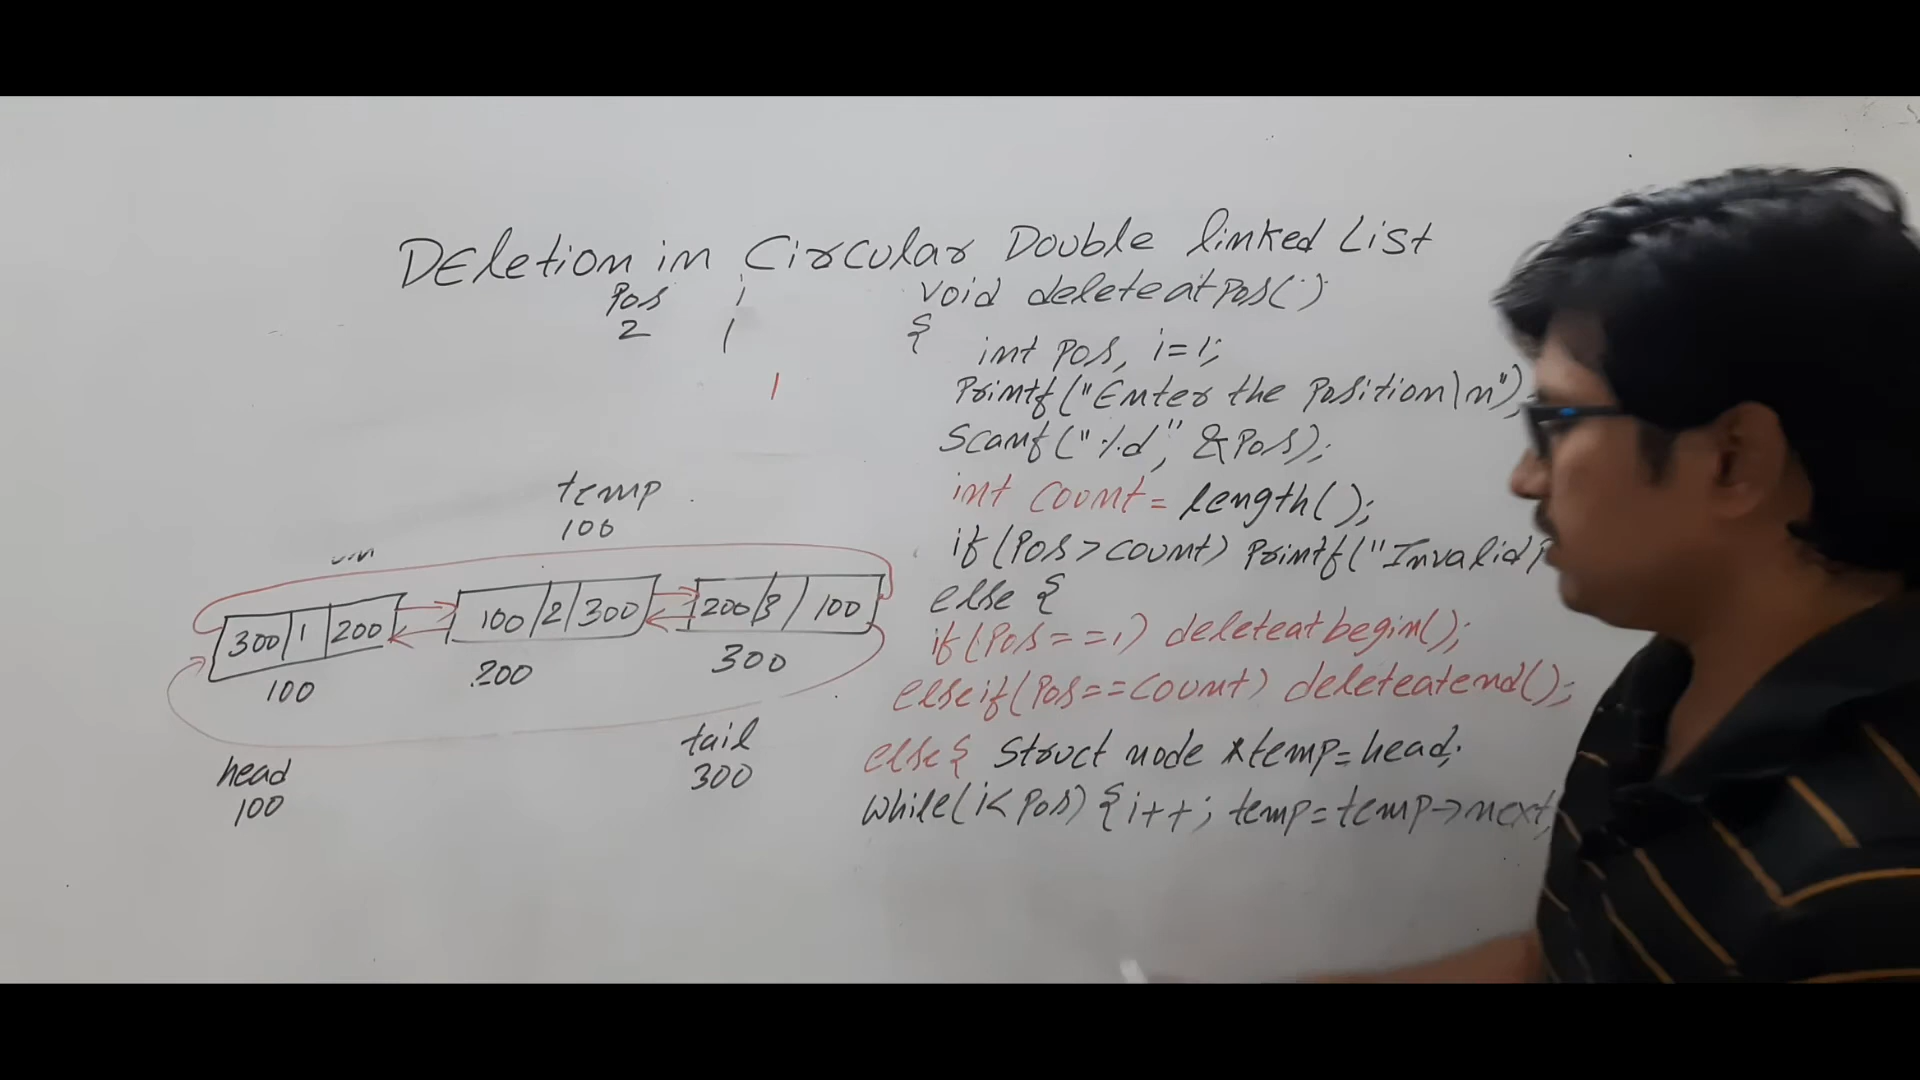 DEletion in Circular Double linked List
Pos i
2 1
1
void deleteatpos()
{
int pos, i=1;
Printf("Enter the Position\n");
Scanf("%d", &Pos);
int count = length();
if(Pos>count) Printf("Invalid
else {
if(Pos==1) deleteatbegin();
elseif(Pos==count) deleteatend();
else{ Struct node *temp=head;
while(i<Pos) {i++; temp=temp->next;
temp
100
300 1 200
100 2 300
200 3 100
100
200
300
head
100
tail
300